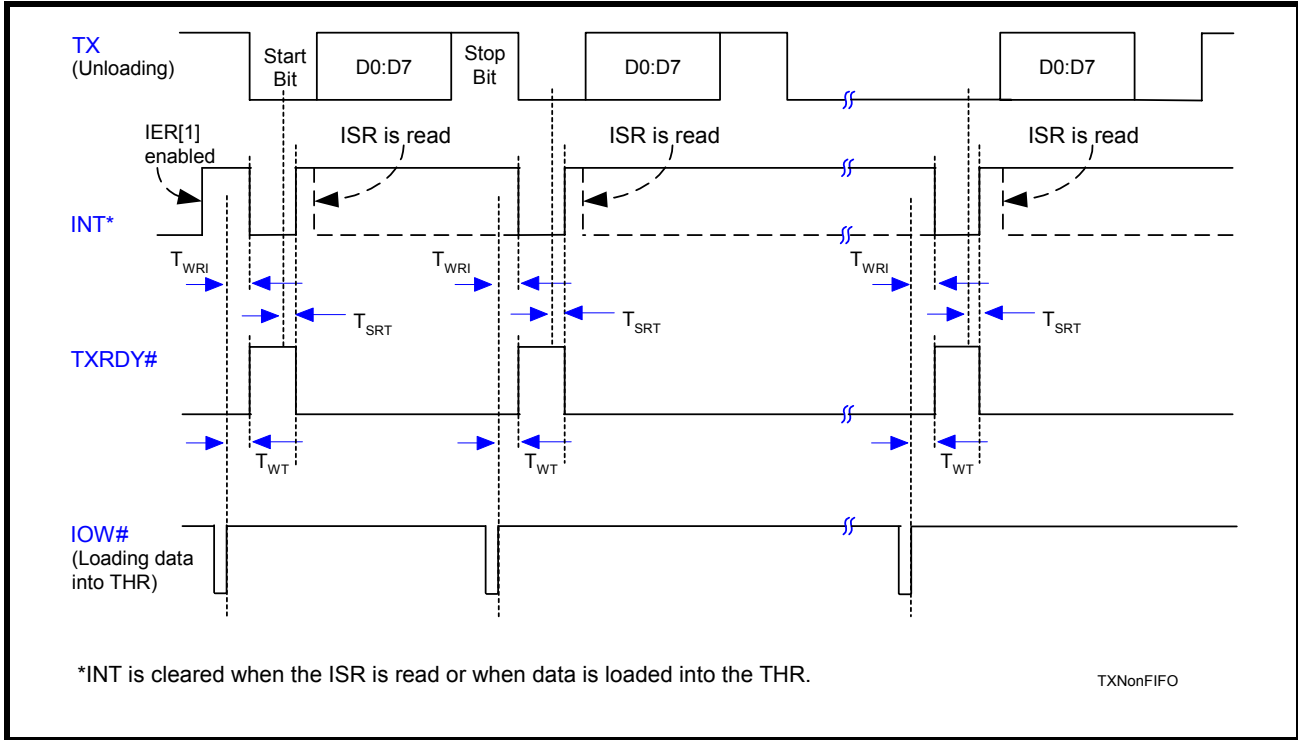 TX
(Unloading)
Start
Bit
D0:D7
Stop
Bit
D0:D7
D0:D7
IER[1]
enabled
ISR is read
ISR is read
ISR is read
INT*
TWRI
TWRI
TWRI
TSRT
TSRT
TSRT
TXRDY#
TWT
TWT
TWT
IOW#
(Loading data
into THR)
*INT is cleared when the ISR is read or when data is loaded into the THR.
TXNonFIFO